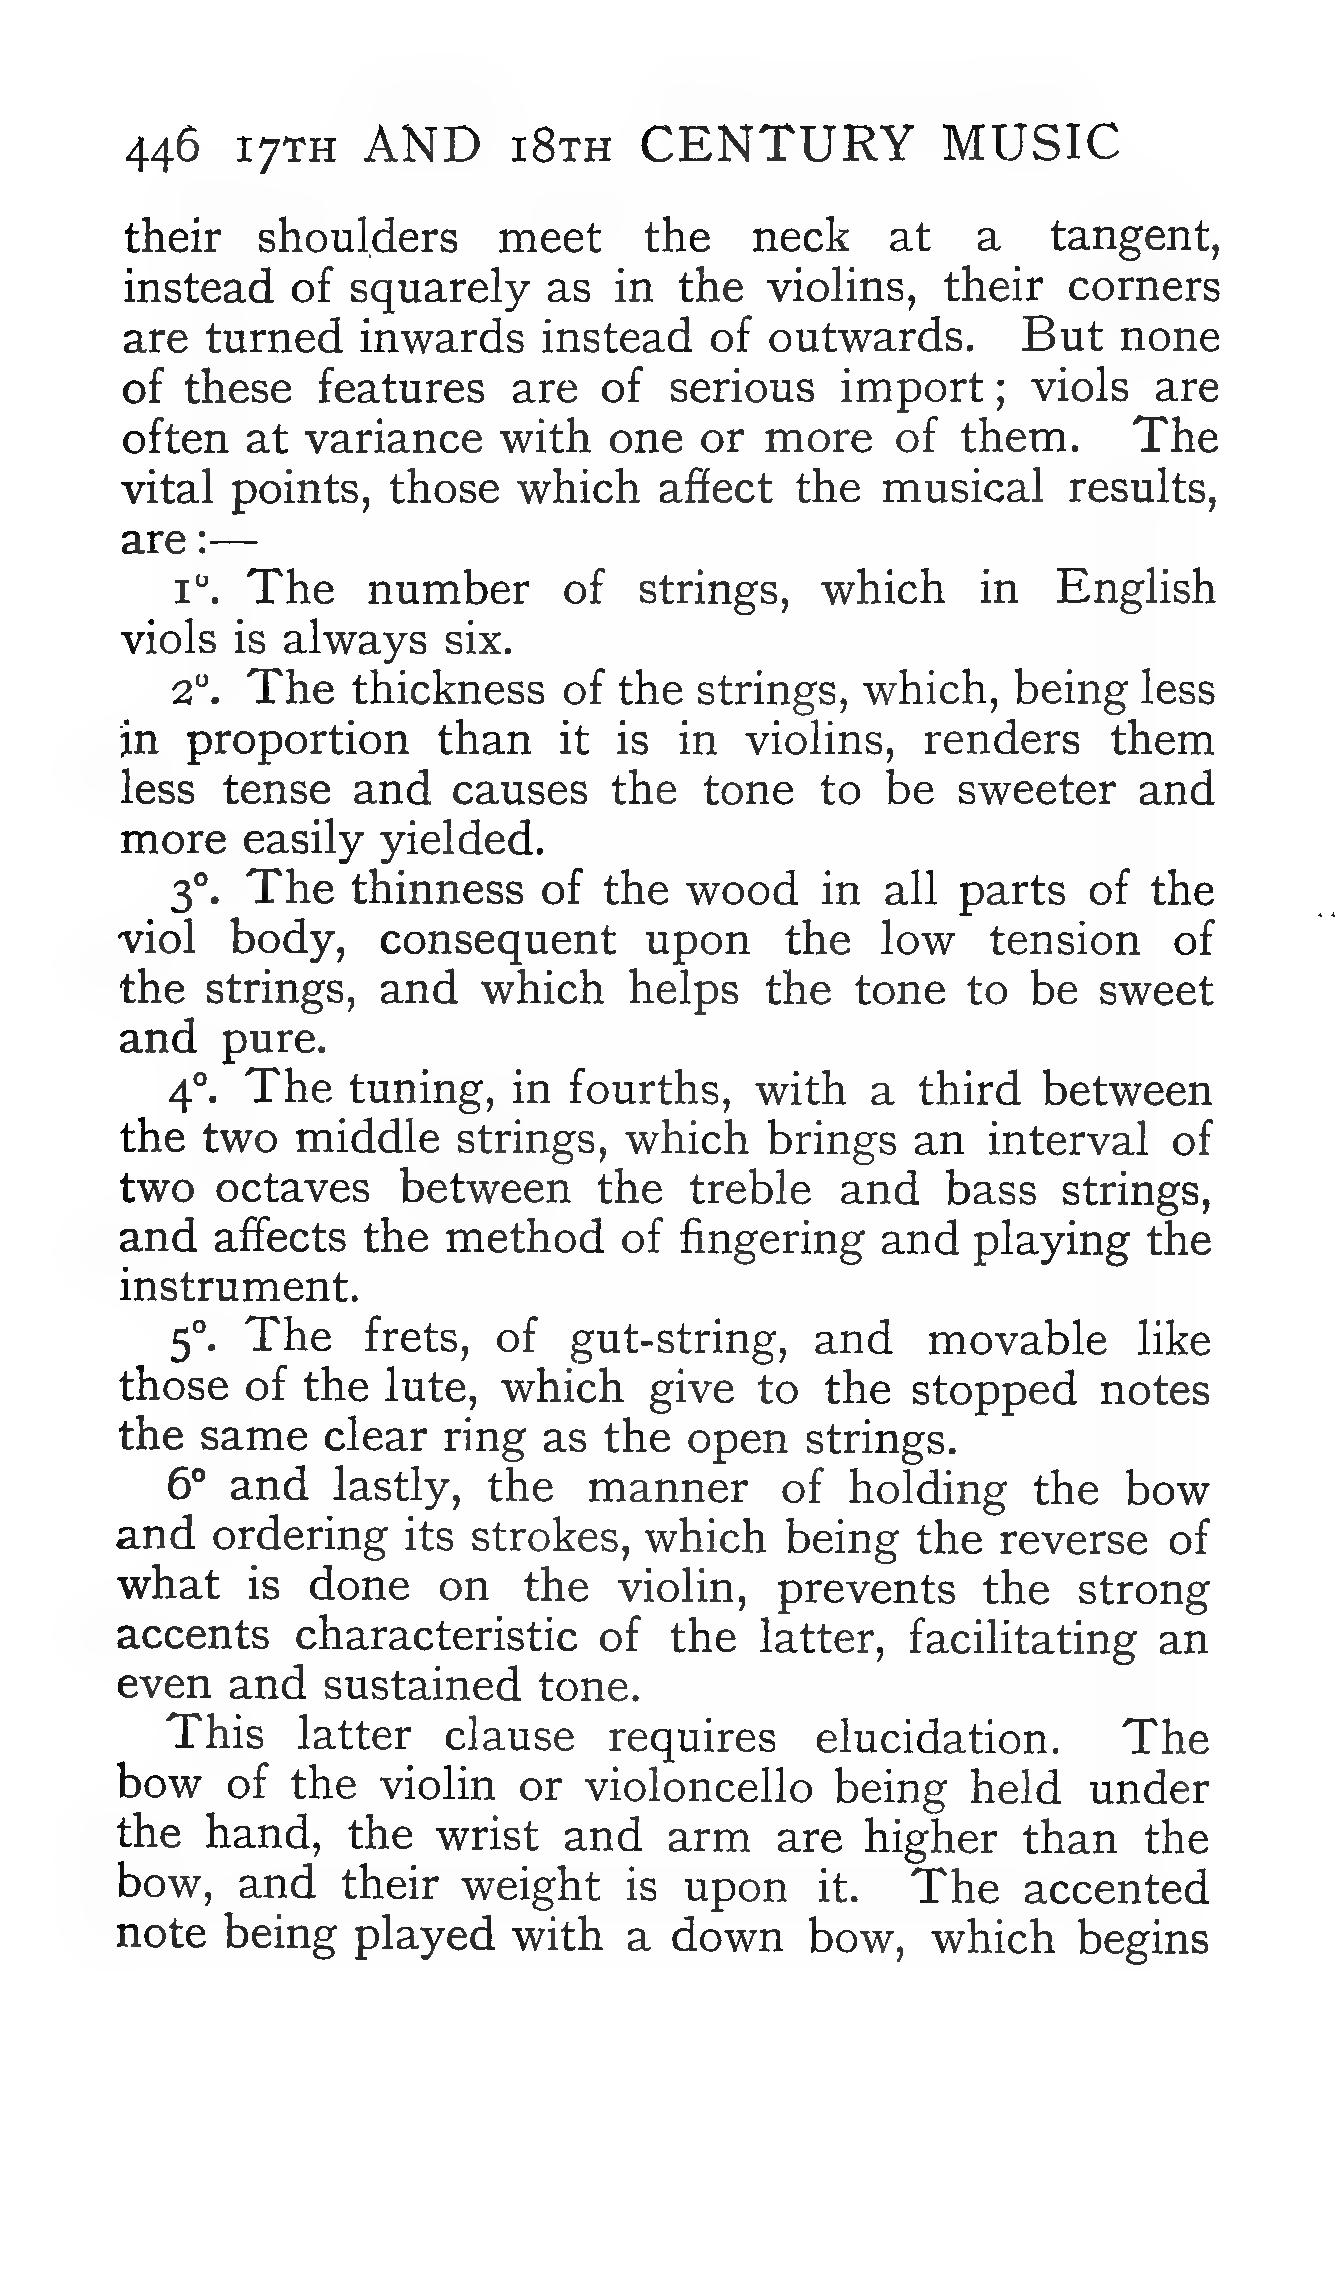 446 17TH AND 18TH CENTURY MUSIC
their shoulders meet the neck at a tangent,
instead of squarely as in the violins, their corners
are turned inwards instead of outwards. But none
of these features are of serious import; viols are
often at variance with one or more of them. The
vital points, those which affect the musical results,
are :—
1º. The number of strings, which in English
viols is always six.
2º. The thickness of the strings, which, being less
in proportion than it is in violins, renders them
less tense and causes the tone to be sweeter and
more easily yielded.
3º. The thinness of the wood in all parts of the
viol body, consequent upon the low tension of
the strings, and which helps the tone to be sweet
and pure.
4º. The tuning, in fourths, with a third between
the two middle strings, which brings an interval of
two octaves between the treble and bass strings,
and affects the method of fingering and playing the
instrument.
5º. The frets, of gut-string, and movable like
those of the lute, which give to the stopped notes
the same clear ring as the open strings.
6º and lastly, the manner of holding the bow
and ordering its strokes, which being the reverse of
what is done on the violin, prevents the strong
accents characteristic of the latter, facilitating an
even and sustained tone.
This latter clause requires elucidation. The
bow of the violin or violoncello being held under
the hand, the wrist and arm are higher than the
bow, and their weight is upon it. The accented
note being played with a down bow, which begins